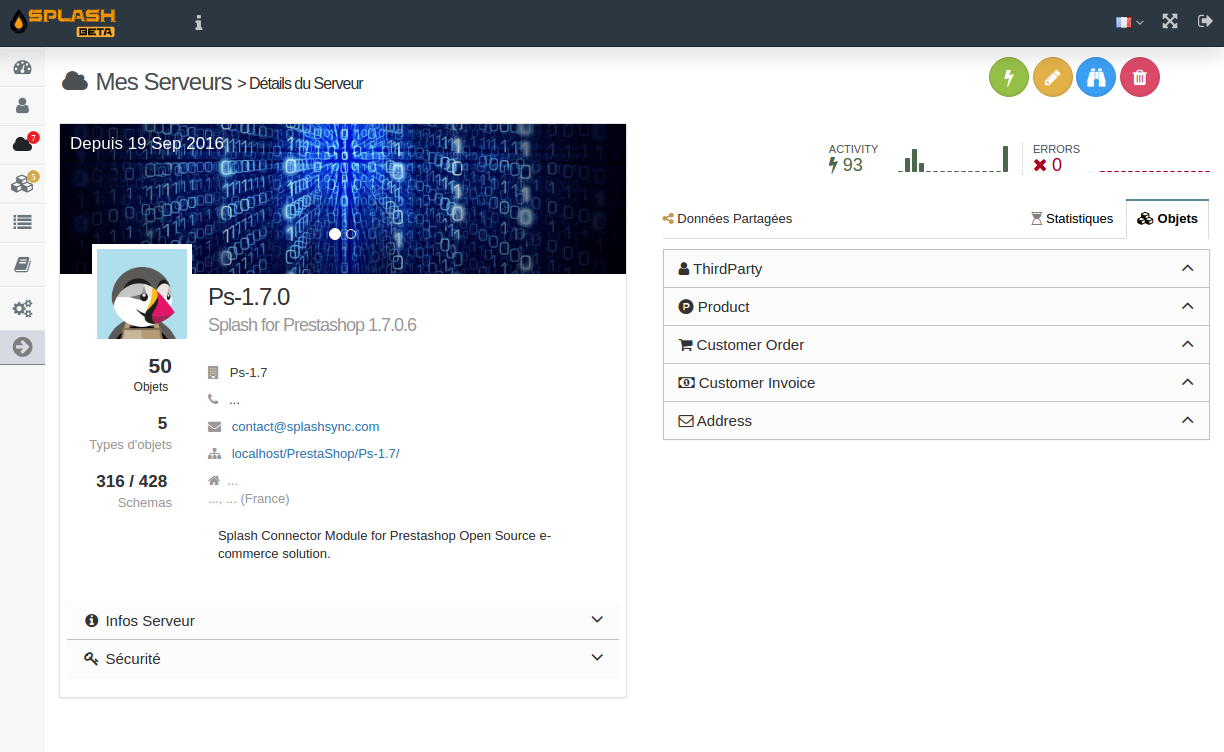 SPLASH
BETA
7
5
Mes Serveurs > Détails du Serveur
Depuis 19 Sep 2016
Ps-1.7.0
Splash for Prestashop 1.7.0.6
50
Objets
5
Types d'objets
316 / 428
Schemas
Ps-1.7
...
contact@splashsync.com
localhost/PrestaShop/Ps-1.7/
...
..., ... (France)
Splash Connector Module for Prestashop Open Source e-
commerce solution.
Infos Serveur
Sécurité
ACTIVITY
93
ERRORS
0
Données Partagées
Statistiques
Objets
ThirdParty
Product
Customer Order
Customer Invoice
Address